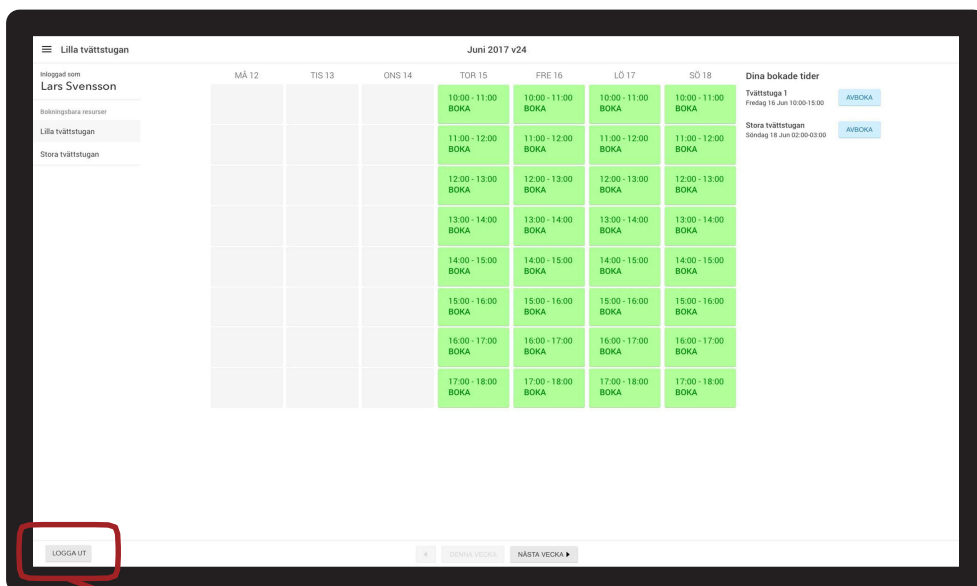 Lilla tvättstugan
Juni 2017 v24
Inloggad som
Lars Svensson
Bokningsbara resurser
Lilla tvättstugan
Stora tvättstugan
MÅ 12 TIS 13 ONS 14 TOR 15 FRE 16 LÖ 17 SÖ 18
10:00 - 11:00 10:00 - 11:00 10:00 - 11:00 10:00 - 11:00
BOKA BOKA BOKA BOKA
11:00 - 12:00 11:00 - 12:00 11:00 - 12:00 11:00 - 12:00
BOKA BOKA BOKA BOKA
12:00 - 13:00 12:00 - 13:00 12:00 - 13:00 12:00 - 13:00
BOKA BOKA BOKA BOKA
13:00 - 14:00 13:00 - 14:00 13:00 - 14:00 13:00 - 14:00
BOKA BOKA BOKA BOKA
14:00 - 15:00 14:00 - 15:00 14:00 - 15:00 14:00 - 15:00
BOKA BOKA BOKA BOKA
15:00 - 16:00 15:00 - 16:00 15:00 - 16:00 15:00 - 16:00
BOKA BOKA BOKA BOKA
16:00 - 17:00 16:00 - 17:00 16:00 - 17:00 16:00 - 17:00
BOKA BOKA BOKA BOKA
17:00 - 18:00 17:00 - 18:00 17:00 - 18:00 17:00 - 18:00
BOKA BOKA BOKA BOKA
Dina bokade tider
Tvättstuga 1
Fredag 16 Jun 10:00-15:00
AVBOKA
Stora tvättstugan
Söndag 18 Jun 02:00-03:00
AVBOKA
LOGGA UT
DENNA VECKA
NÄSTA VECKA